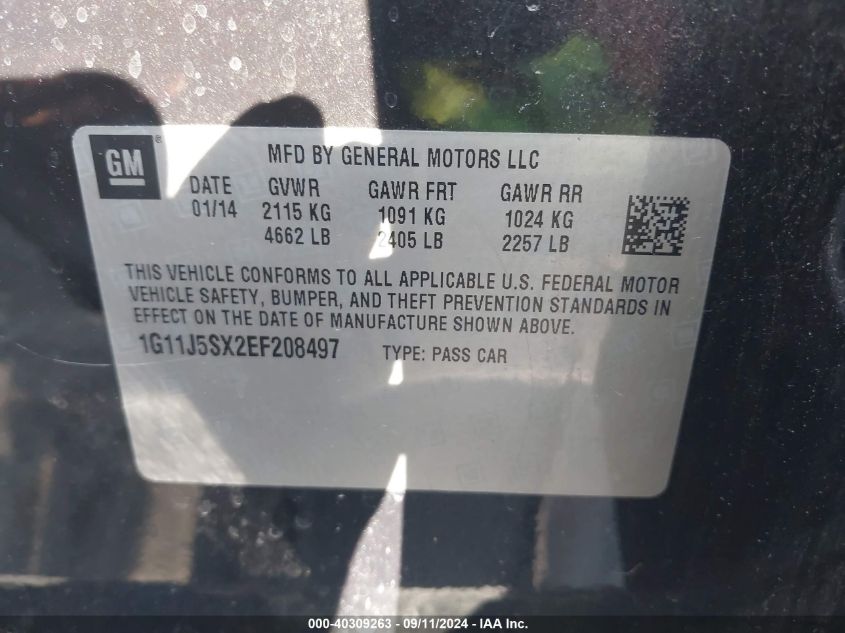 GM ®
MFD BY GENERAL MOTORS LLC
DATE GVWR GAWR FRT GAWR RR
01/14 2115 KG 1091 KG 1024 KG
4662 LB 2405 LB 2257 LB
THIS VEHICLE CONFORMS TO ALL APPLICABLE U.S. FEDERAL MOTOR
VEHICLE SAFETY, BUMPER, AND THEFT PREVENTION STANDARDS IN
EFFECT ON THE DATE OF MANUFACTURE SHOWN ABOVE.
1G11J5SX2EF208497 TYPE: PASS CAR
000-40309263 - 09/11/2024 - IAAI, Inc.